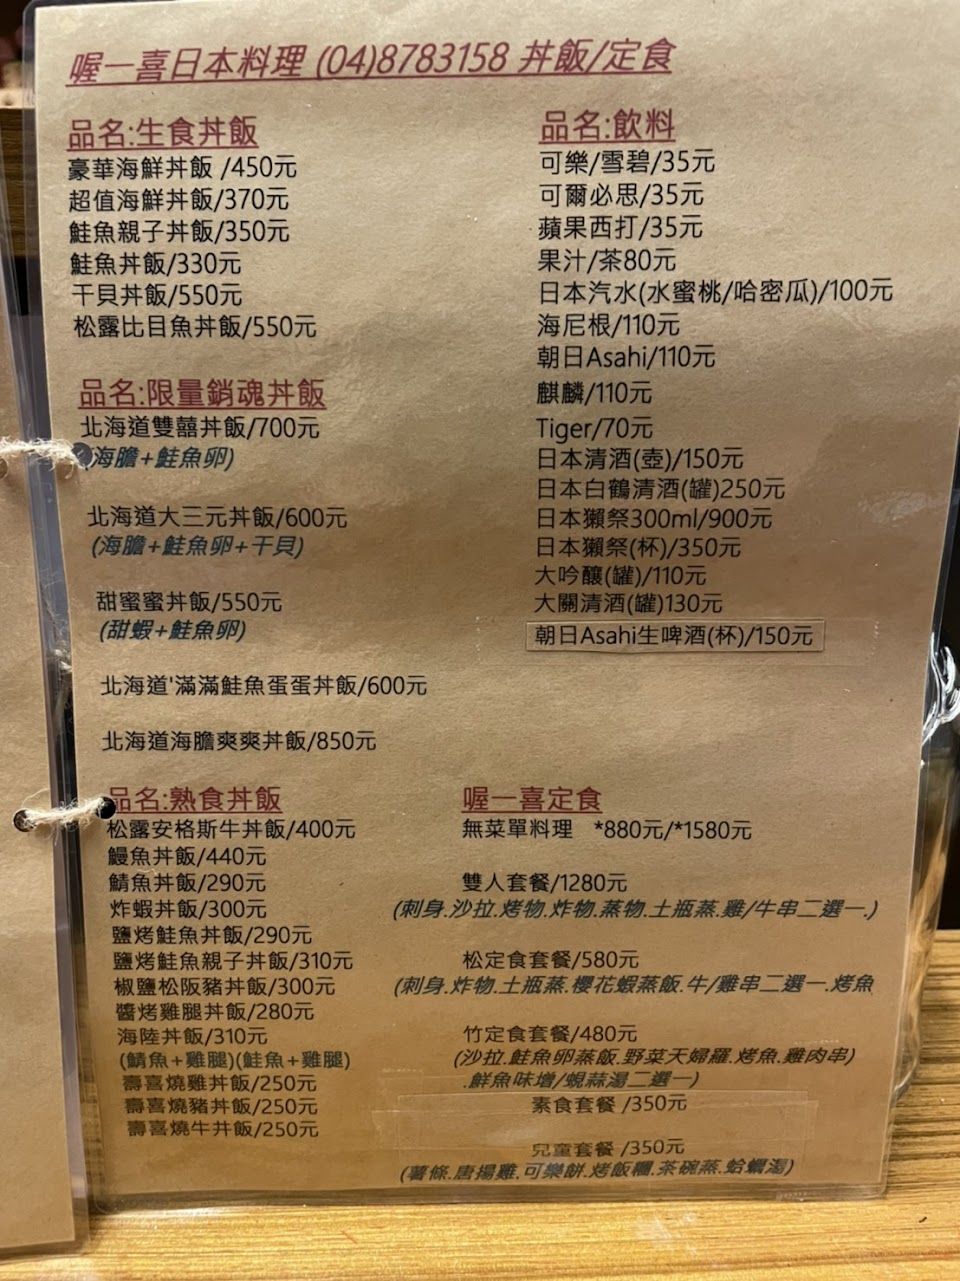 喔一喜日本料理 (04)8783158 丼飯/定食
品名:生食丼飯
豪華海鮮丼飯 /450元
超值海鮮丼飯/370元
鮭魚親子丼飯/350元
鮭魚丼飯/330元
干貝丼飯/550元
松露比目魚丼飯/550元
品名:限量銷魂丼飯
北海道雙囍丼飯/700元
(海膽+鮭魚卵)
北海道大三元丼飯/600元
(海膽+鮭魚卵+干貝)
甜蜜蜜丼飯/550元
(甜蝦+鮭魚卵)
北海道'滿滿鮭魚蛋蛋丼飯/600元
北海道海膽爽爽丼飯/850元
品名:熟食丼飯
松露安格斯牛丼飯/400元
鰻魚丼飯/440元
鯖魚丼飯/290元
炸蝦丼飯/300元
鹽烤鮭魚丼飯/290元
鹽烤鮭魚親子丼飯/310元
椒鹽松阪豬丼飯/300元
醬烤雞腿丼飯/280元
海陸丼飯/310元
(鯖魚+雞腿)(鮭魚+雞腿)
壽喜燒雞丼飯/250元
壽喜燒豬丼飯/250元
壽喜燒牛丼飯/250元
品名:飲料
可樂/雪碧/35元
可爾必思/35元
蘋果西打/35元
果汁/茶80元
日本汽水(水蜜桃/哈密瓜)/100元
海尼根/110元
朝日Asahi/110元
麒麟/110元
Tiger/70元
日本清酒(壺)/150元
日本白鶴清酒(罐)250元
日本獺祭300ml/900元
日本獺祭(杯)/350元
大吟釀(罐)/110元
大關清酒(罐)130元
朝日Asahi生啤酒(杯)/150元
喔一喜定食
無菜單料理 *880元/*1580元
雙人套餐/1280元
(刺身.沙拉.烤物.炸物.蒸物.土瓶蒸.雞/牛串二選一.)
松定食套餐/580元
(刺身.炸物.土瓶蒸.櫻花蝦蒸飯.牛/雞串二選一.烤魚
竹定食套餐/480元
(沙拉.鮭魚卵蒸飯.野菜天婦羅.烤魚.雞肉串)
.鮮魚味增/蜆蒜湯二選一)
素食套餐 /350元
兒童套餐 /350元
(薯條.唐揚雞.可樂餅.烤飯糰.茶碗蒸.蛤蠣湯)